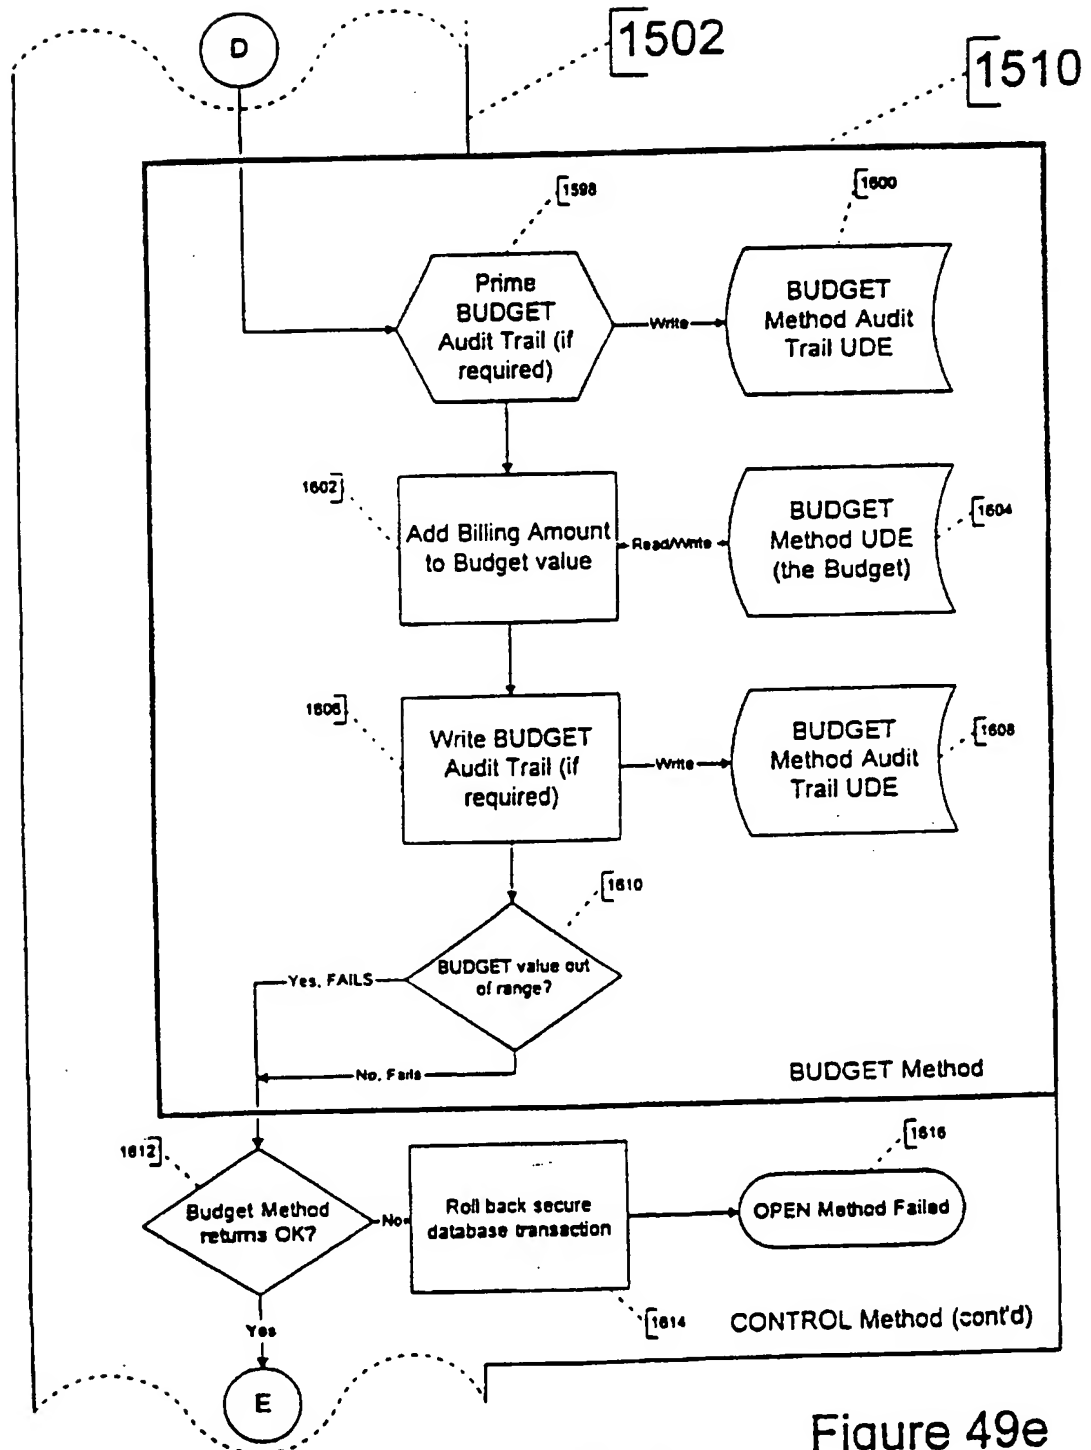 D
1502
1510
1598
1600
Prime
BUDGET
Audit Trail (if
required)
Write
BUDGET
Method Audit
Trail UDE
1602
Add Billing Amount
to Budget value
Read/Write
BUDGET
Method UDE
(the Budget)
1604
1606
Write BUDGET
Audit Trail (if
required)
Write
BUDGET
Method Audit
Trail UDE
1608
1610
BUDGET value out
of range?
Yes, FAILS
No, Fails
BUDGET Method
1612
Budget Method
returns OK?
No
Roll back secure
database transaction
1616
OPEN Method Failed
1614
CONTROL Method (cont'd)
Yes
E
Figure 49e